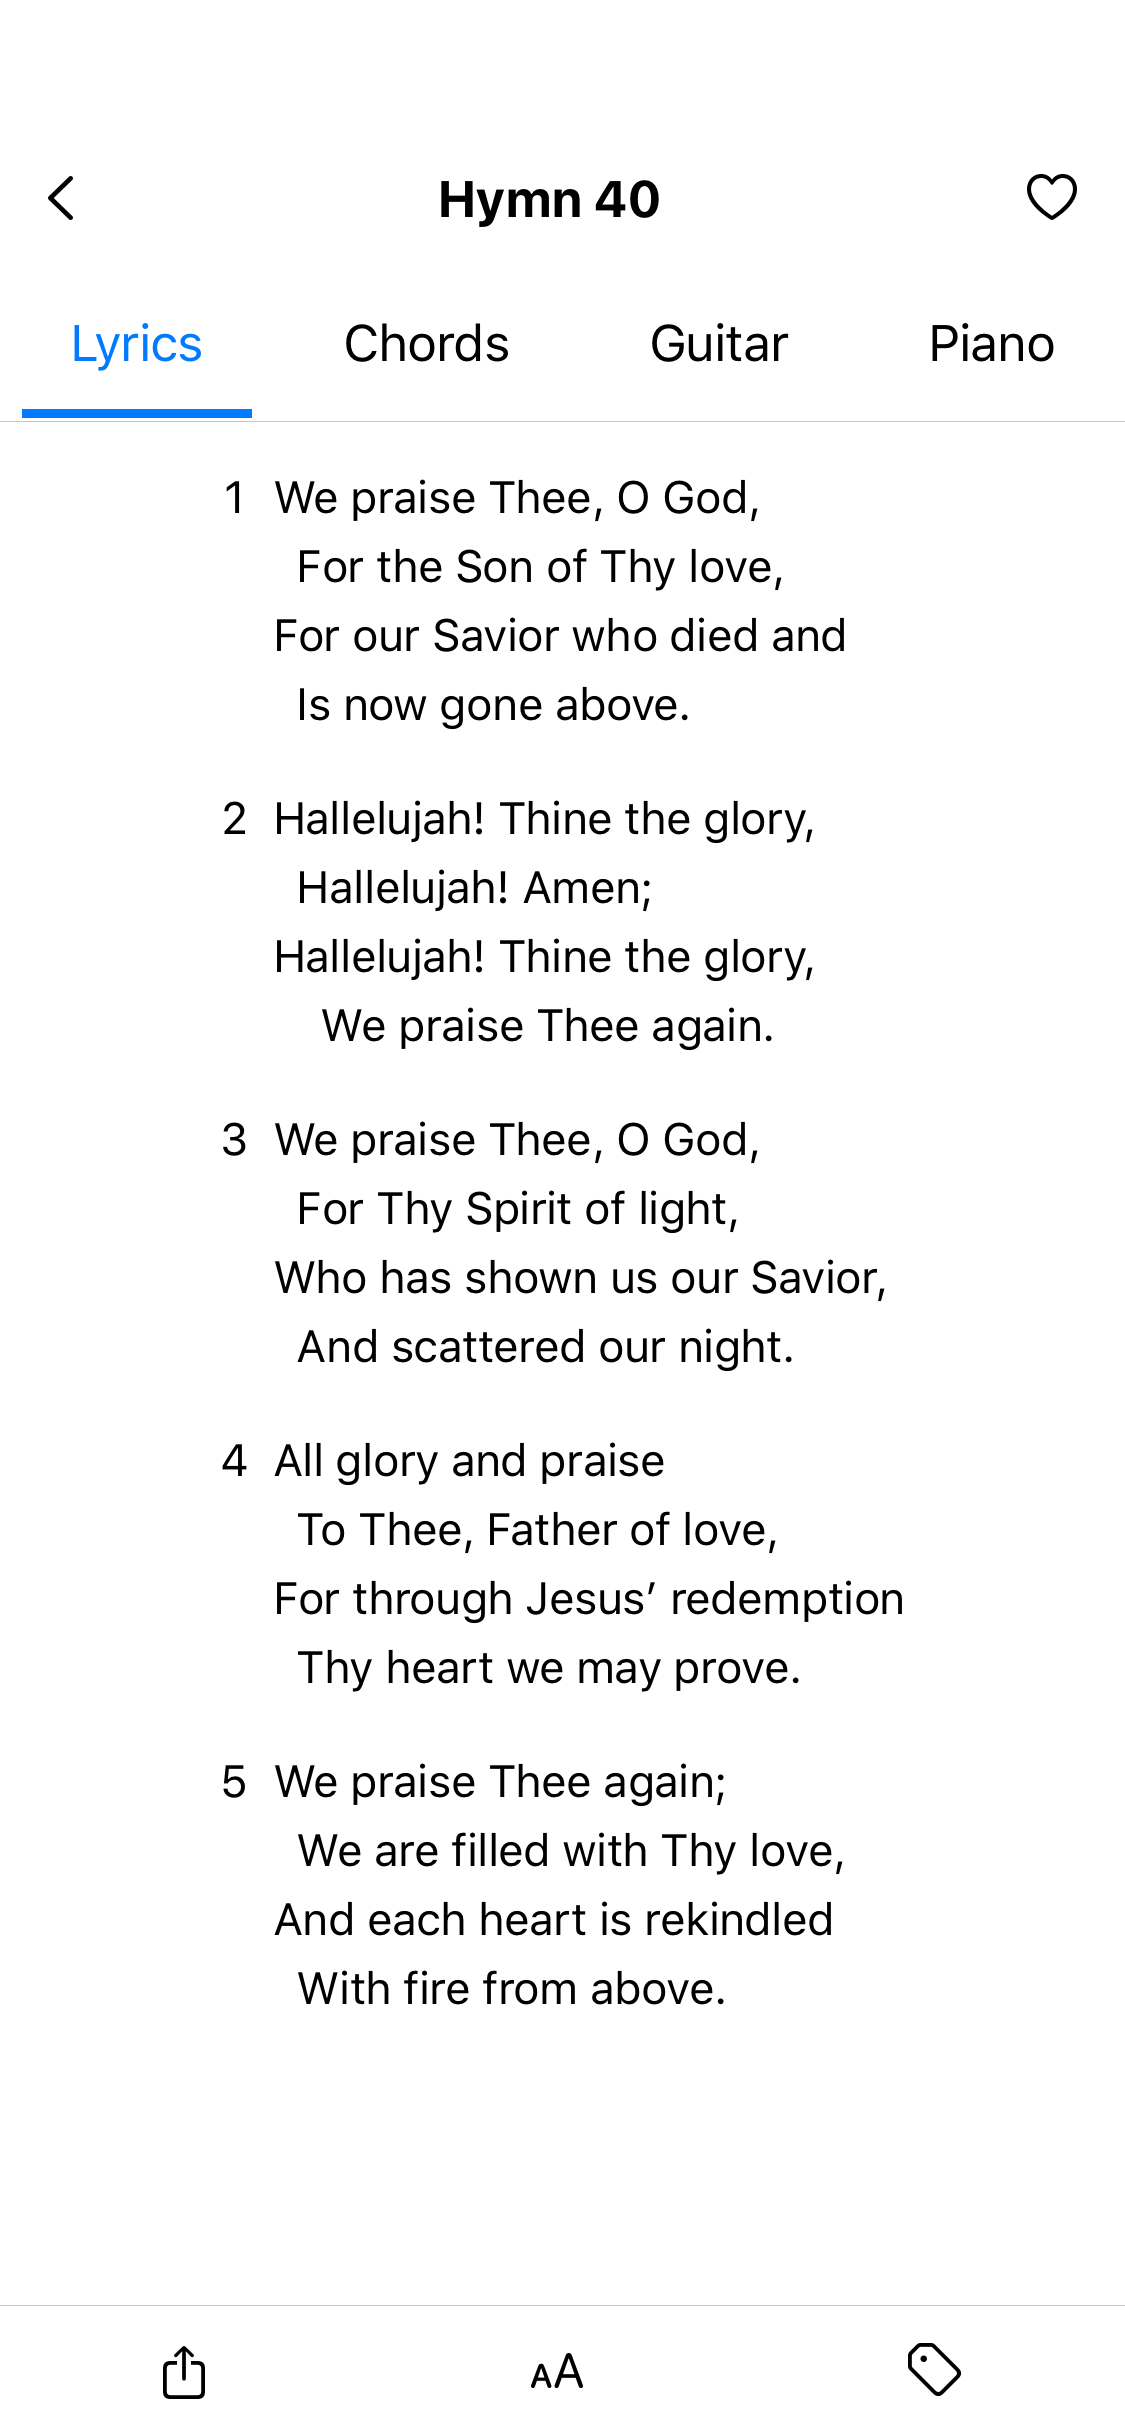 Hymn 40
Lyrics Chords Guitar Piano
1 We praise Thee, O God,
For the Son of Thy love,
For our Savior who died and
Is now gone above.
2 Hallelujah! Thine the glory,
Hallelujah! Amen;
Hallelujah! Thine the glory,
We praise Thee again.
3 We praise Thee, O God,
For Thy Spirit of light,
Who has shown us our Savior,
And scattered our night.
4 All glory and praise
To Thee, Father of love,
For through Jesus’ redemption
Thy heart we may prove.
5 We praise Thee again;
We are filled with Thy love,
And each heart is rekindled
With fire from above.
AA